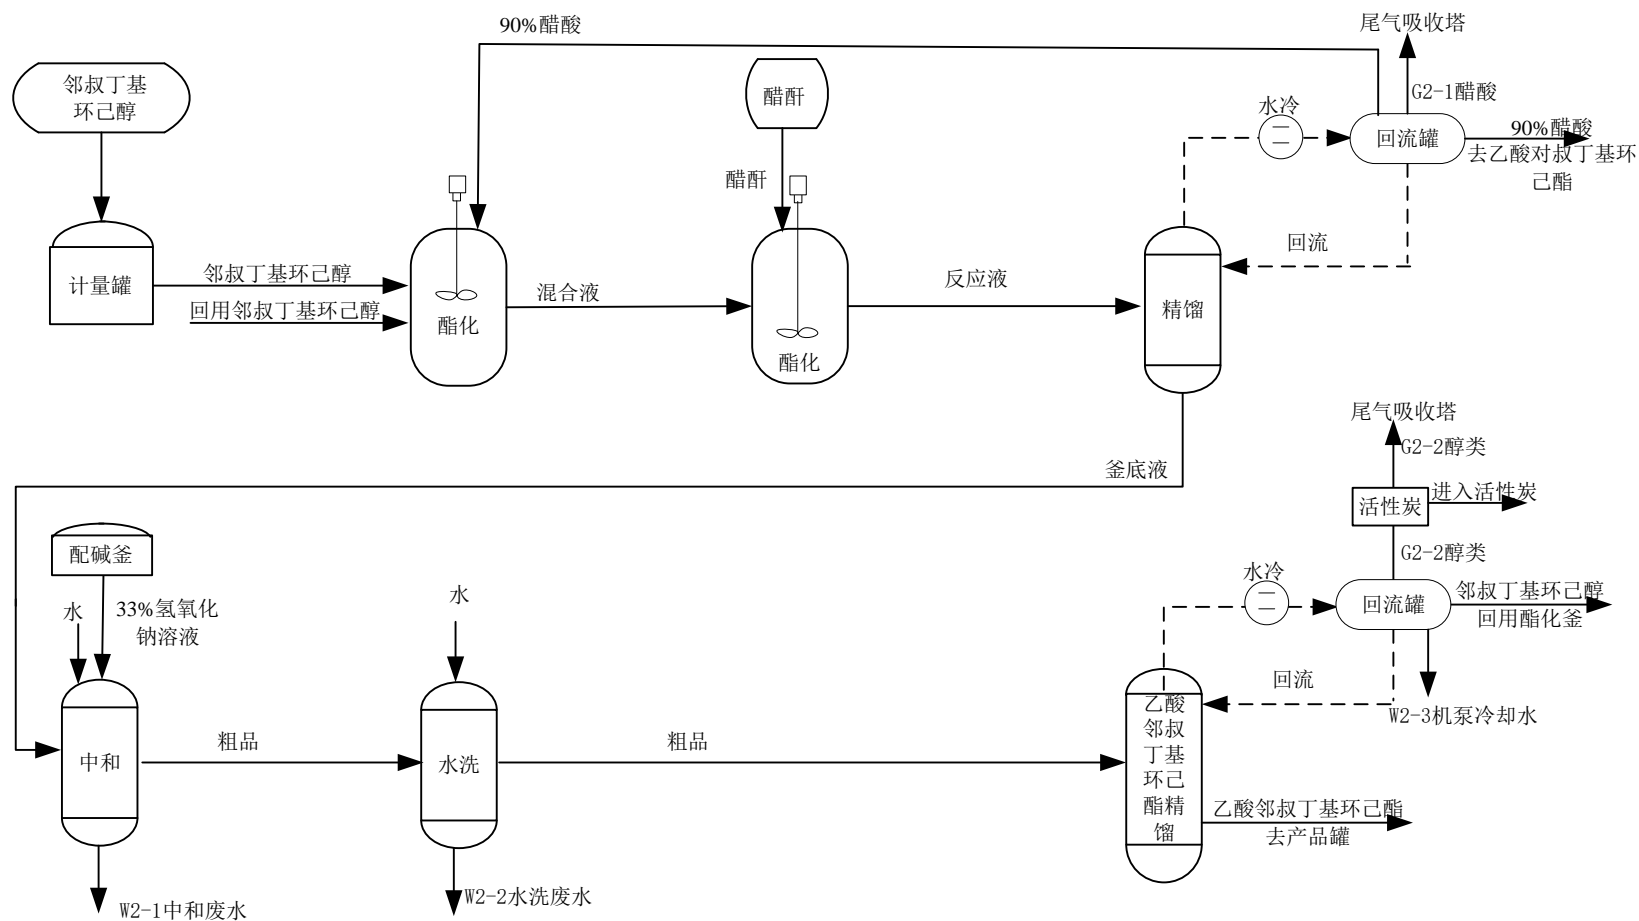 90%醋酸
尾气吸收塔
邻叔丁基
环己醇
醋酐
G2-1醋酸
水冷
回流罐
90%醋酸
去乙酸对叔丁基环
己酯
醋酐
回流
计量罐
邻叔丁基环己醇
回用邻叔丁基环己醇
酯化
混合液
酯化
反应液
精馏
釜底液
尾气吸收塔
G2-2醇类
活性炭
进入活性炭
G2-2醇类
配碱釜
水
33%氢氧化
钠溶液
水
水冷
回流罐
邻叔丁基环己醇
回用酯化釜
回流
W2-3机泵冷却水
中和
粗品
水洗
粗品
乙酸
邻叔
丁基
环己
酯精
馏
乙酸邻叔丁基环己酯
去产品罐
W2-1中和废水
W2-2水洗废水